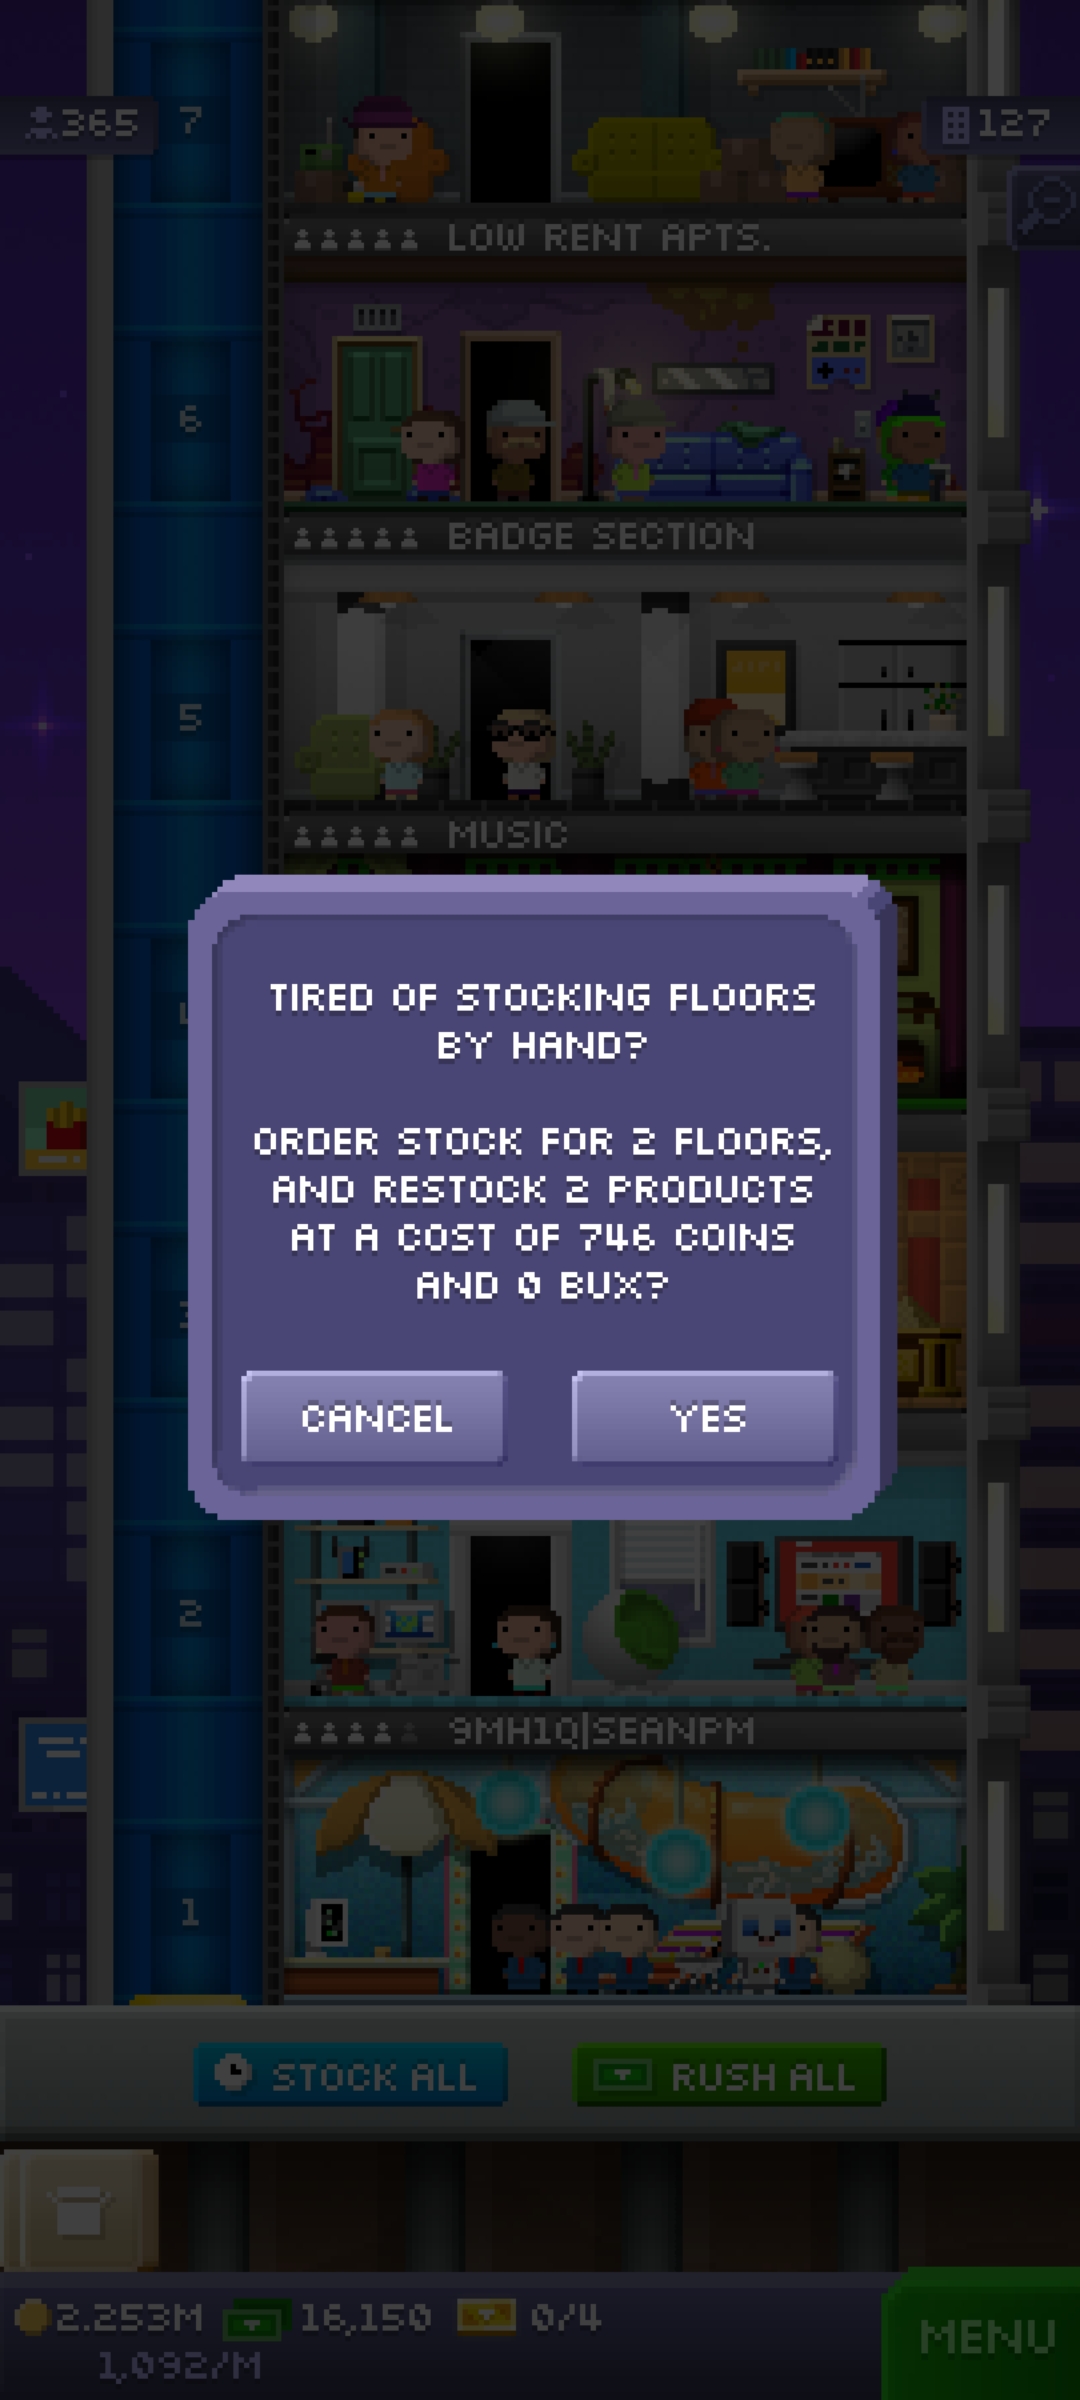 365
7
127
LOW RENT APTS.
6
BADGE SECTION
5
MUSIC
TIRED OF STOCKING FLOORS
BY HAND?
ORDER STOCK FOR 2 FLOORS,
AND RESTOCK 2 PRODUCTS
AT A COST OF 746 COINS
AND 0 BUX?
CANCEL
YES
2
9MH1Q|SEANPM
1
STOCK ALL
RUSH ALL
2.253M
16,150
0/4
1,092/M
MENU